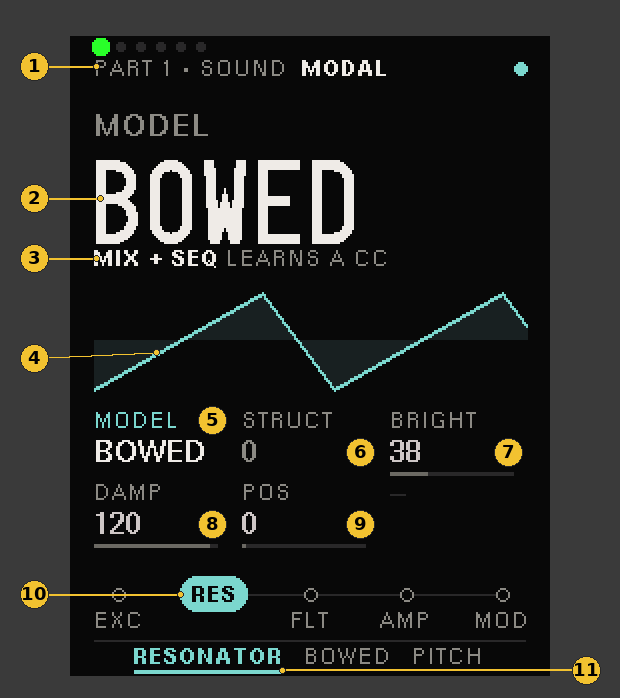 1 PART 1 · SOUND MODAL
MODEL
2 BOWED
3 MIX + SEQ LEARNS A CC
4
MODEL 5 STRUCT BRIGHT
BOWED 0 6 38 7
DAMP POS —
120 8 0 9
10 RES
EXC FLT AMP MOD
RESONATOR BOWED PITCH
11